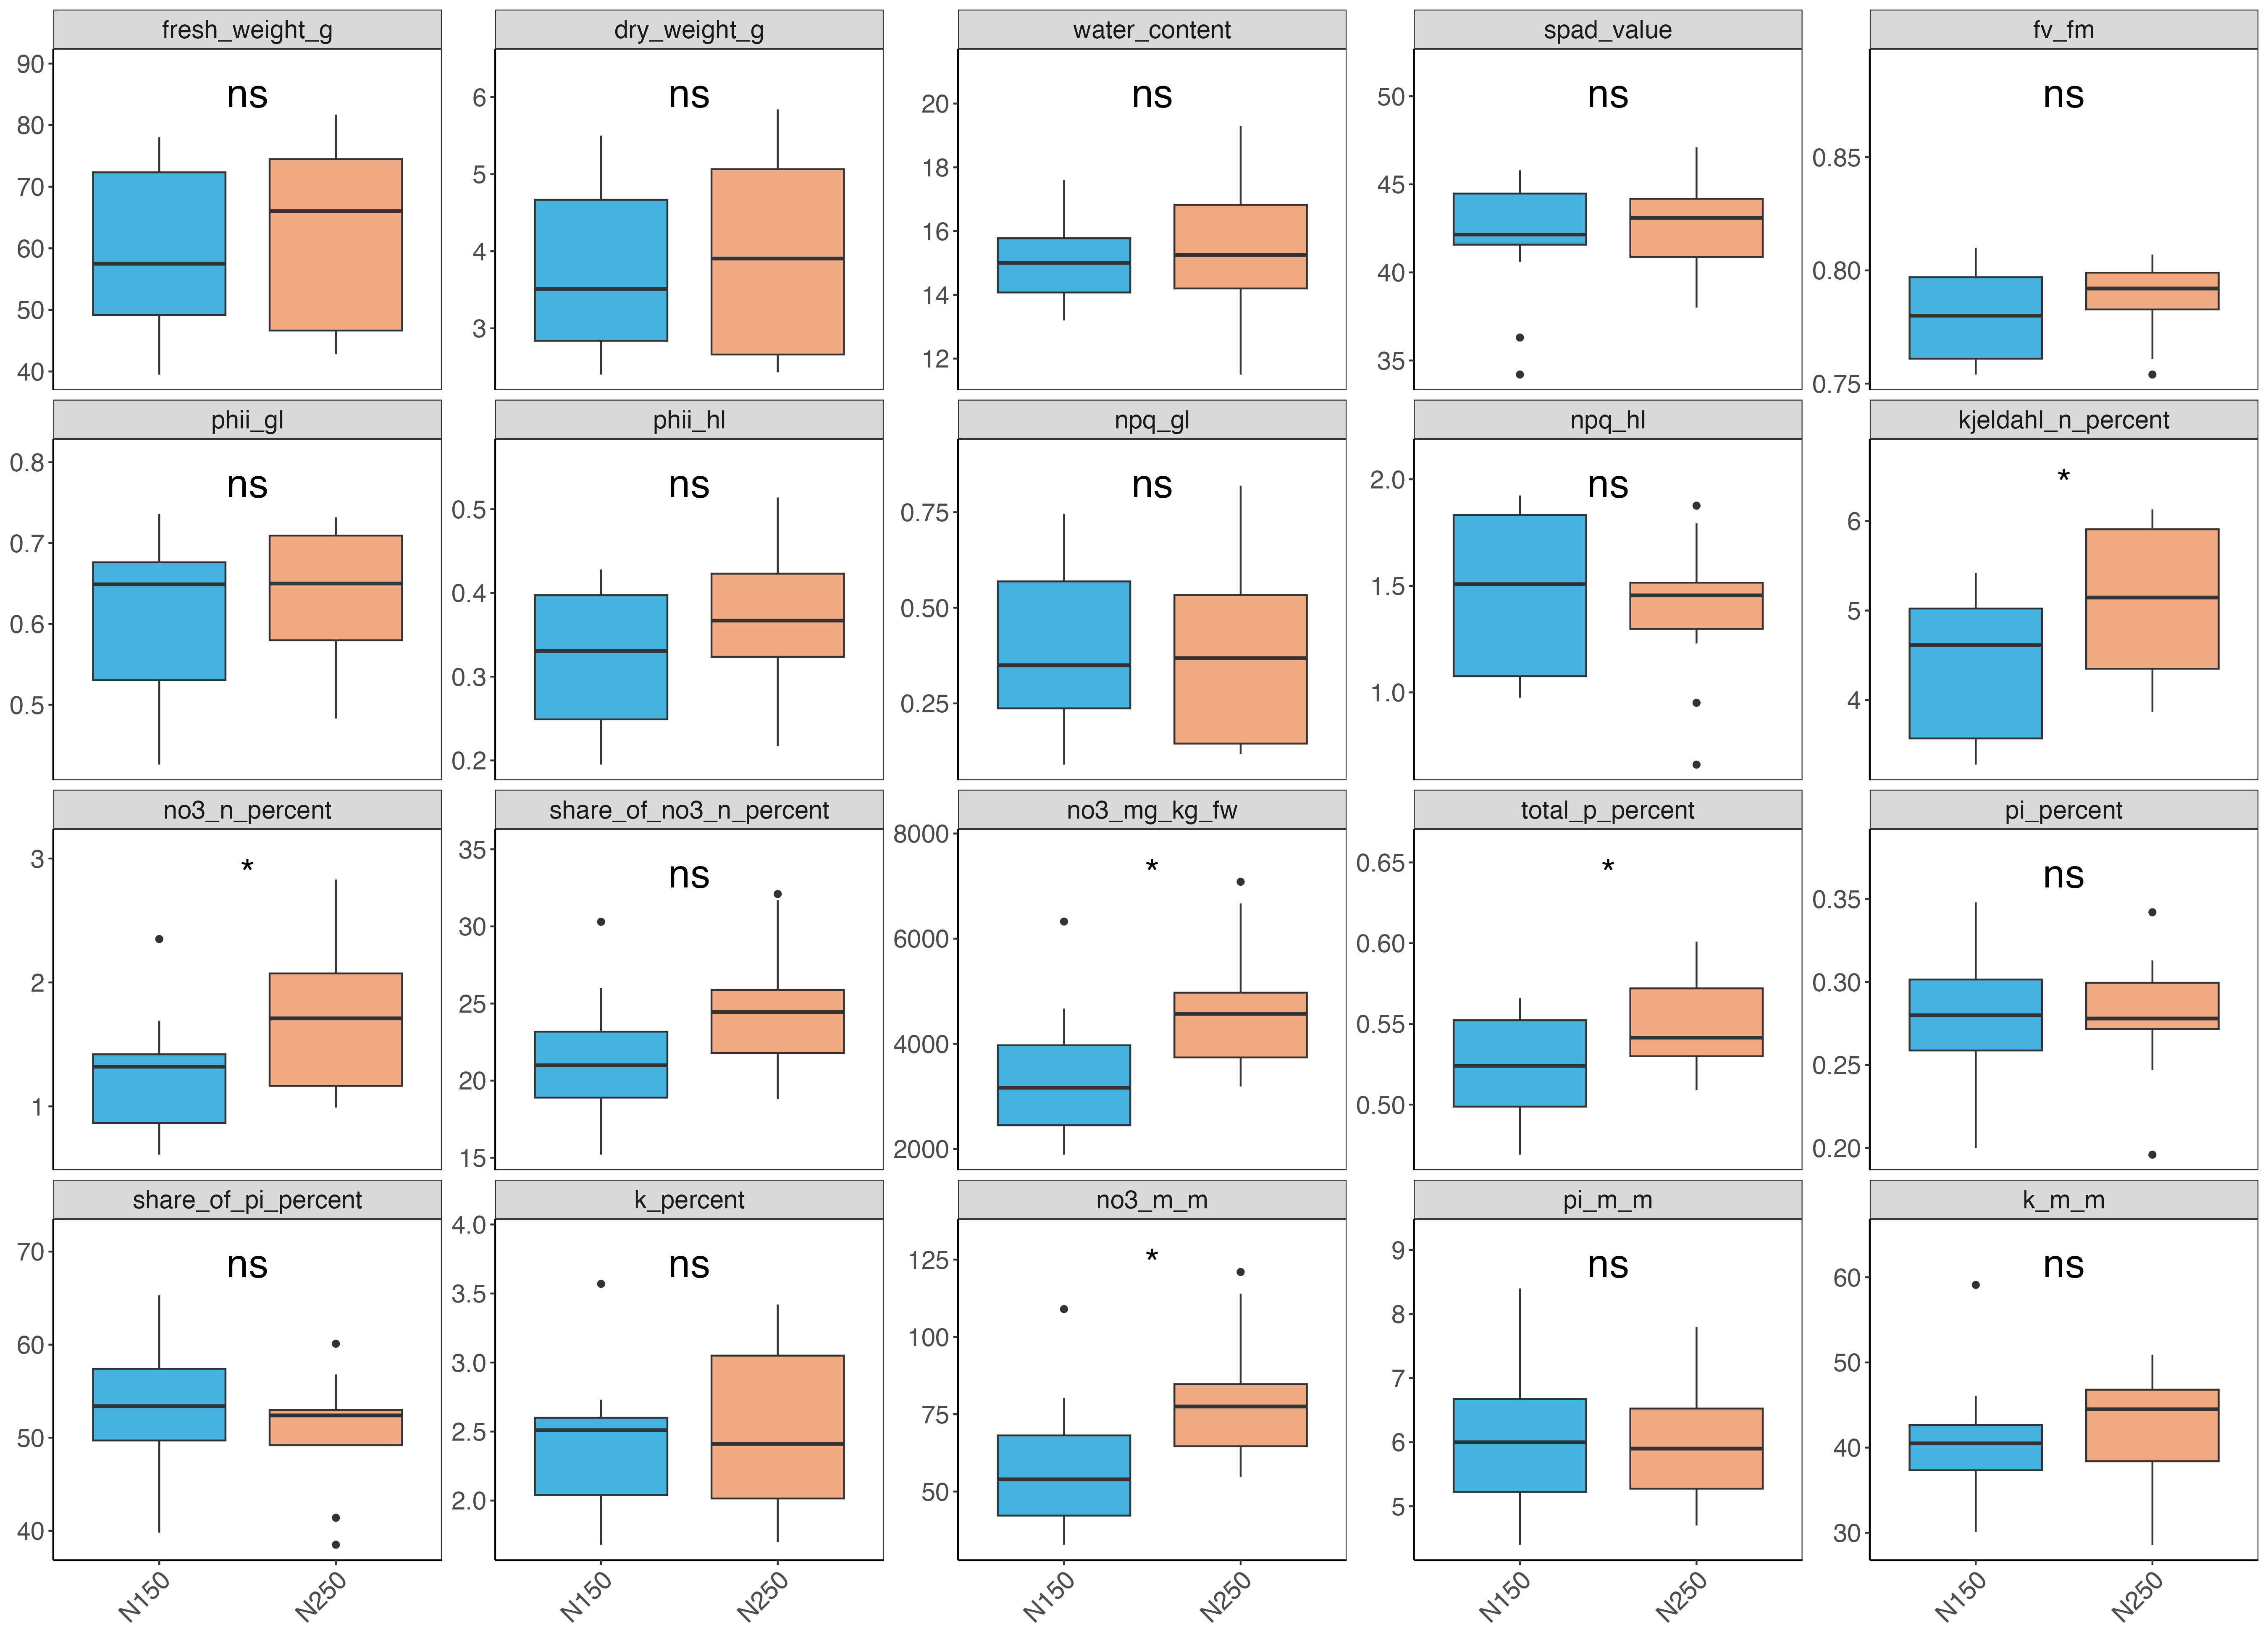 fresh_weight_g
dry_weight_g
water_content
spad_value
fv_fm
90
80
70
60
50
40
ns
6
5
4
3
ns
20
18
16
14
12
ns
50
45
40
35
ns
0.85
0.80
0.75
ns
phii_gl
phii_hl
npq_gl
npq_hl
kjeldahl_n_percent
0.8
0.7
0.6
0.5
ns
0.5
0.4
0.3
0.2
ns
0.75
0.50
0.25
ns
2.0
1.5
1.0
ns
6
5
4
*
no3_n_percent
share_of_no3_n_percent
no3_mg_kg_fw
total_p_percent
pi_percent
3
2
1
*
35
30
25
20
15
ns
8000
6000
4000
2000
*
0.65
0.60
0.55
0.50
*
0.35
0.30
0.25
0.20
ns
share_of_pi_percent
k_percent
no3_m_m
pi_m_m
k_m_m
70
60
50
40
ns
4.0
3.5
3.0
2.5
2.0
ns
125
100
75
50
*
9
8
7
6
5
ns
60
50
40
30
ns
N150
N250
N150
N250
N150
N250
N150
N250
N150
N250